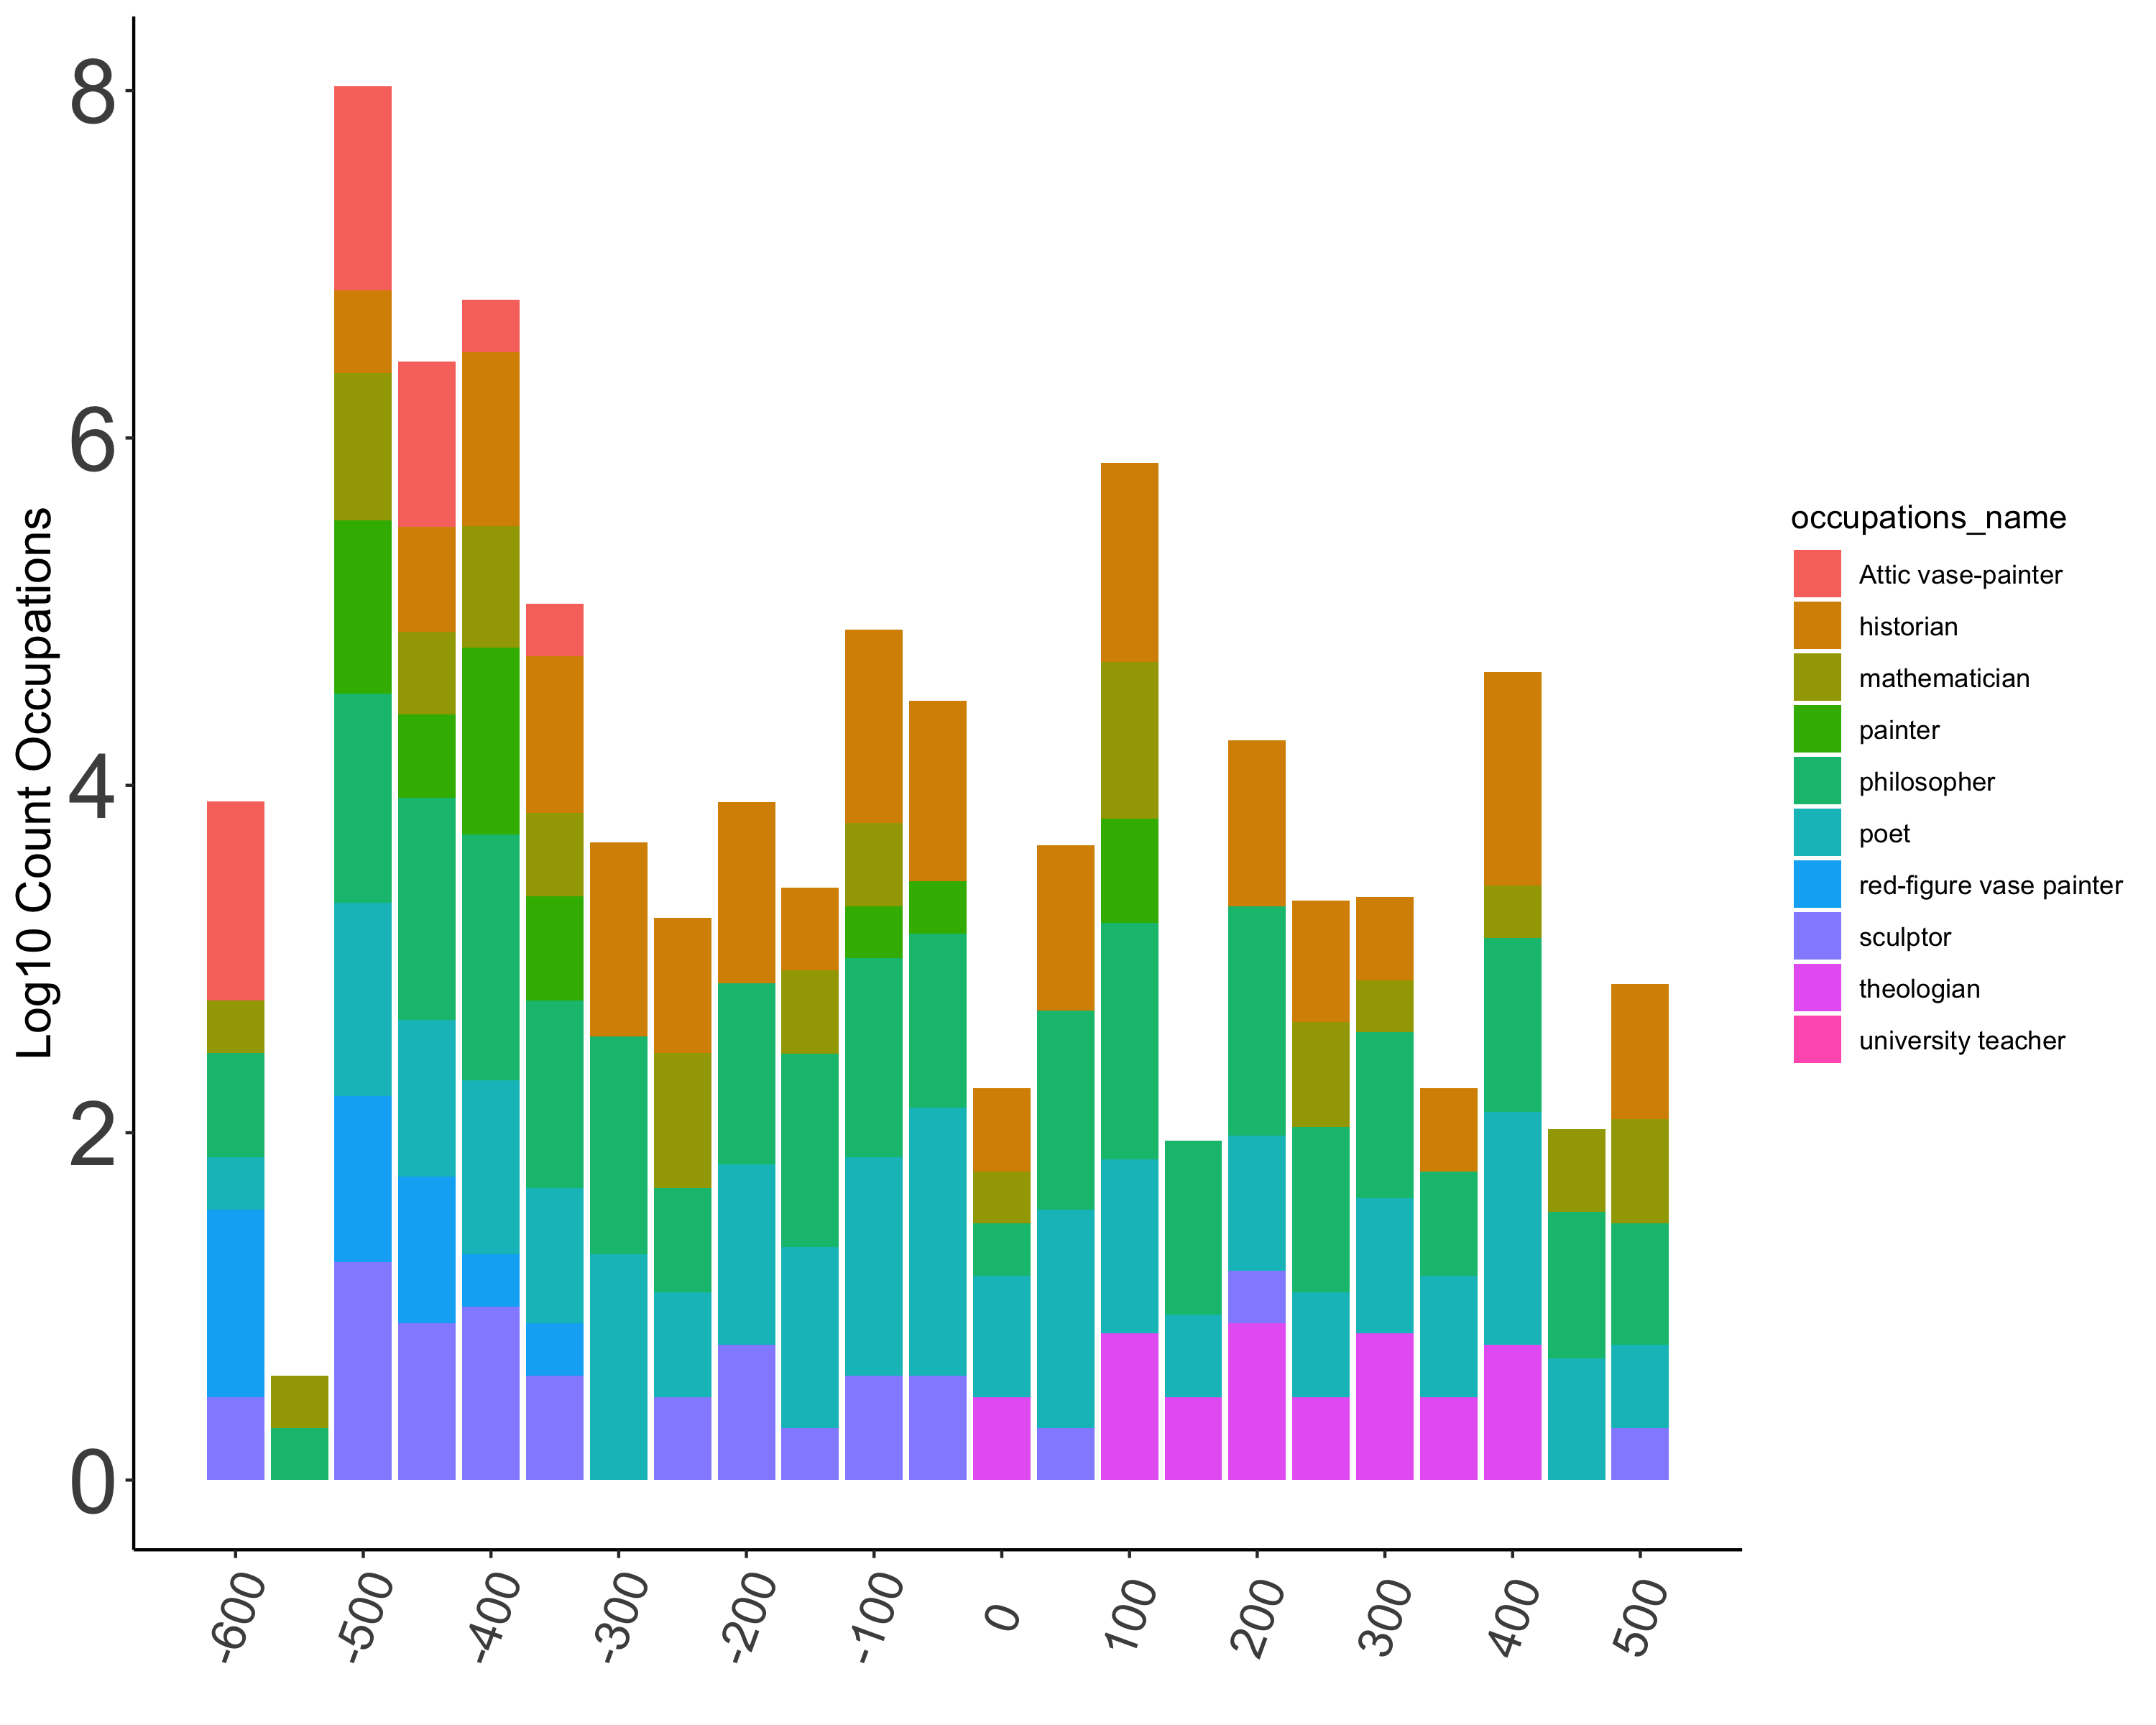 Log10 Count Occupations
8
6
4
2
0
-600
-500
-400
-300
-200
-100
0
100
200
300
400
500
occupations_name
Attic vase-painter
historian
mathematician
painter
philosopher
poet
red-figure vase painter
sculptor
theologian
university teacher